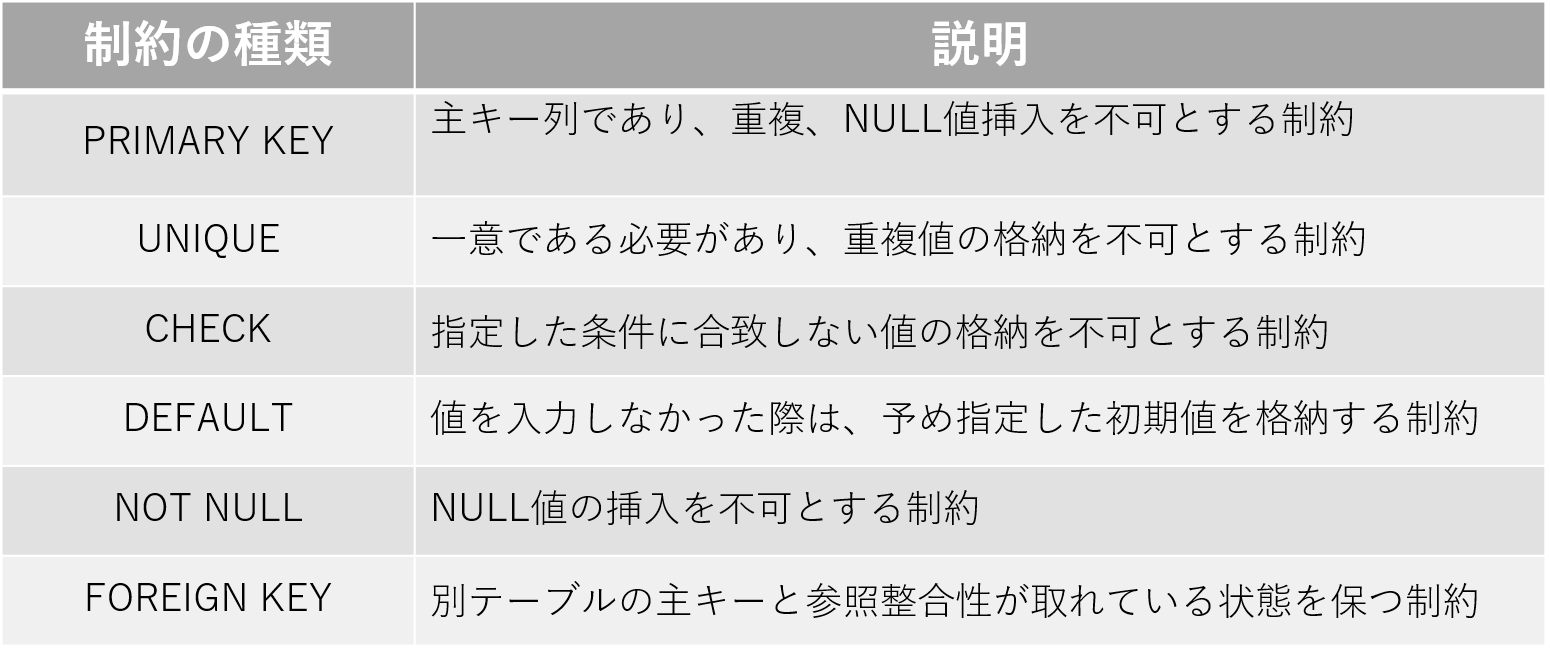 制約の種類
説明
PRIMARY KEY
主キー列であり、重複、NULL値挿入を不可とする制約
UNIQUE
一意である必要があり、重複値の格納を不可とする制約
CHECK
指定した条件に合致しない値の格納を不可とする制約
DEFAULT
値を入力しなかった際は、予め指定した初期値を格納する制約
NOT NULL
NULL値の挿入を不可とする制約
FOREIGN KEY
別テーブルの主キーと参照整合性が取れている状態を保つ制約